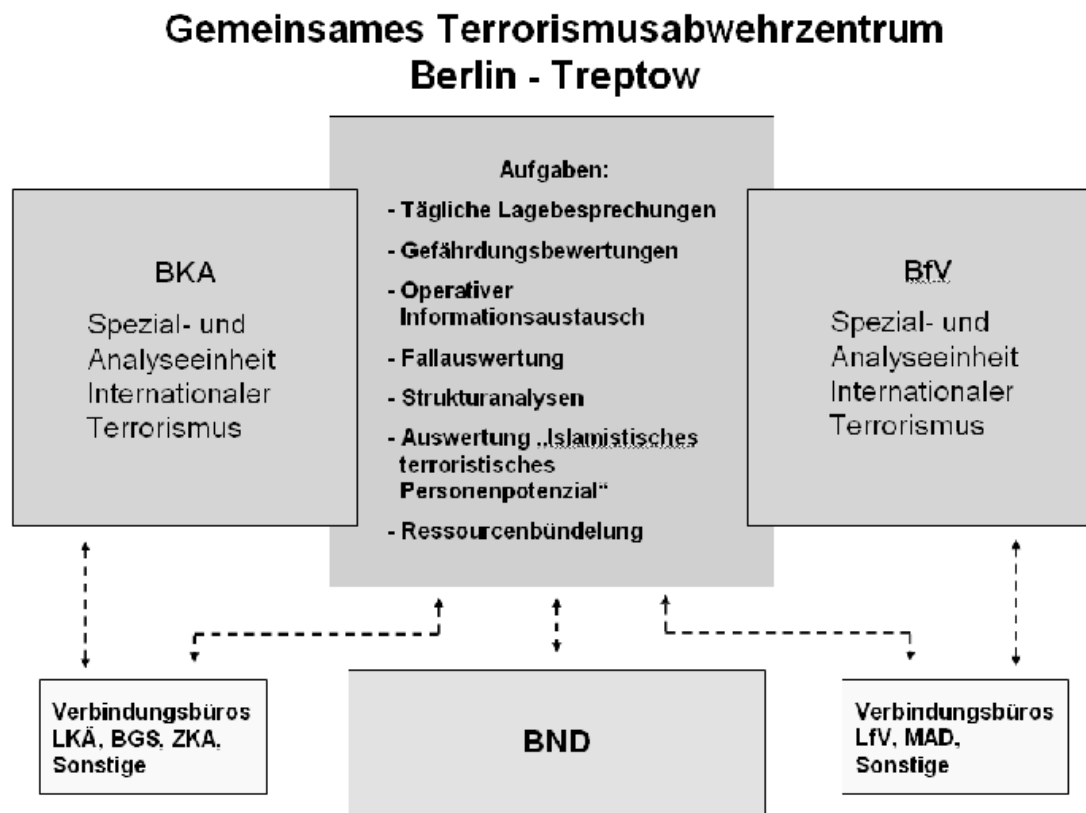 Gemeinsames Terrorismusabwehrzentrum
Berlin - Treptow
Aufgaben:
- Tägliche Lagebesprechungen
- Gefährdungsbewertungen
- Operativer
Informationsaustausch
- Fallauswertung
- Strukturanalysen
- Auswertung „Islamistisches
terroristisches
Personenpotenzial“
- Ressourcenbündelung
BKA
Spezial- und
Analyseeinheit
Internationaler
Terrorismus
BfV
Spezial- und
Analyseeinheit
Internationaler
Terrorismus
Verbindungsbüros
LKÄ, BGS, ZKA,
Sonstige
BND
Verbindungsbüros
LfV, MAD,
Sonstige